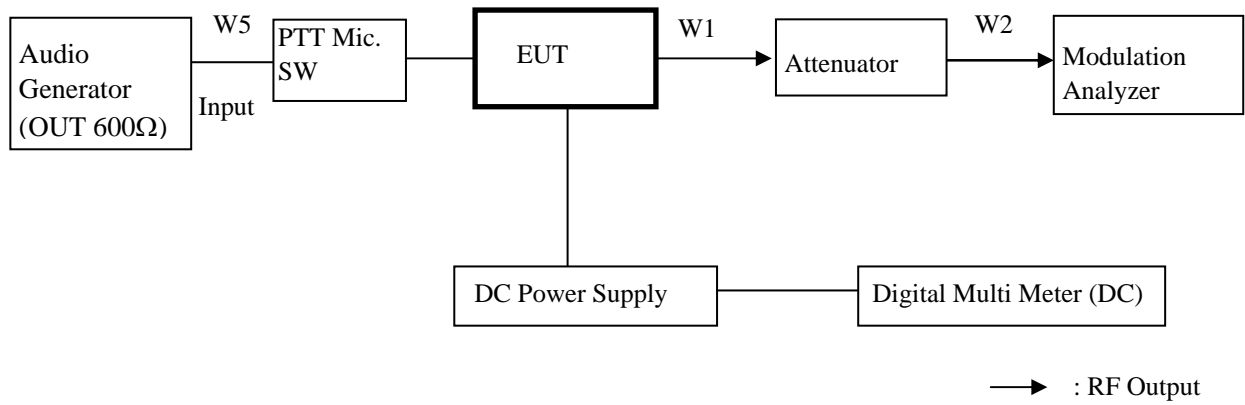 W5
Audio
Generator
(OUT 600Ω)
Input
PTT Mic.
SW
EUT
W1
Attenuator
W2
Modulation
Analyzer
DC Power Supply
Digital Multi Meter (DC)
: RF Output